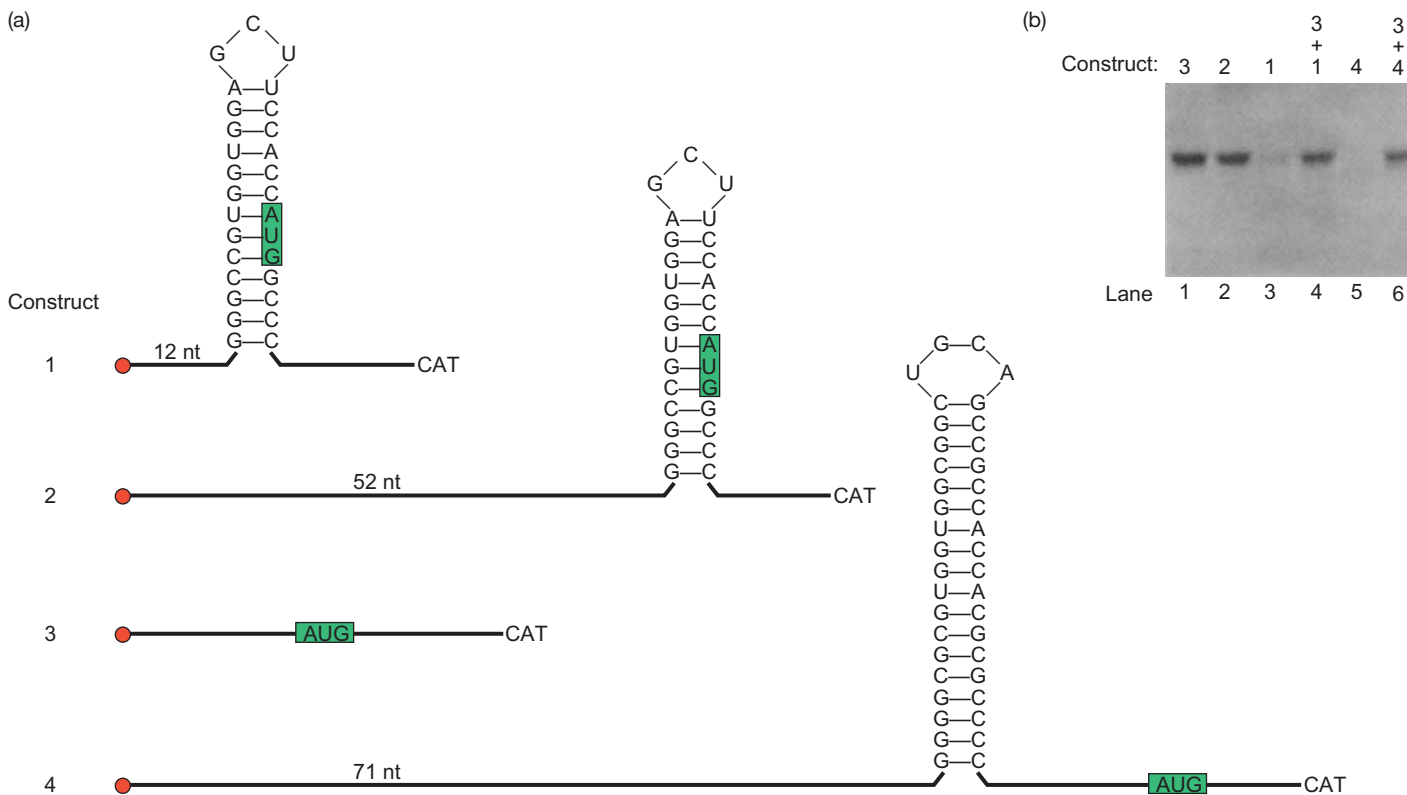 (a)
C
G U
A—U
G—C
G—C
U—A
G—C
G—C
U—A
G—U
C—G
C—G
G—C
G—C
G—C
Construct
1
12 nt
CAT
C
G U
A—U
G—C
G—C
U—A
G—C
G—C
U—A
G—U
C—G
C—G
G—C
G—C
G—C
2
52 nt
CAT
3
AUG
CAT
G C
U A
C—G
G—C
G—C
C—G
G—C
G—C
U—A
G—C
G—C
U—A
G—C
C—G
G—C
C—G
G—C
G—C
G—C
G—C
4
71 nt
AUG
CAT
(b)
Construct: 3 2 1 3 + 1 4 3 + 4
Lane 1 2 3 4 5 6